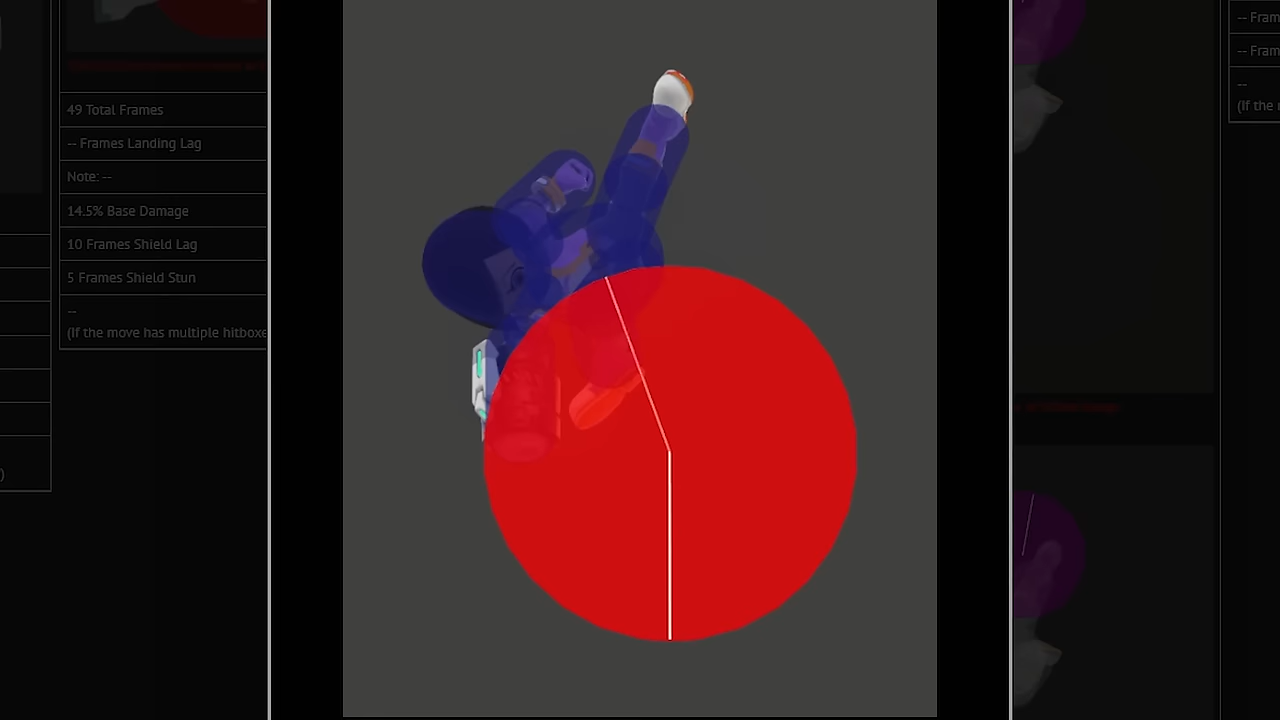 49 Total Frames
-- Frames Landing Lag
Note: --
14.5% Base Damage
10 Frames Shield Lag
5 Frames Shield Stun
--
(If the move has multiple hitboxe
)
-- Fram
-- Fram
--
(If the